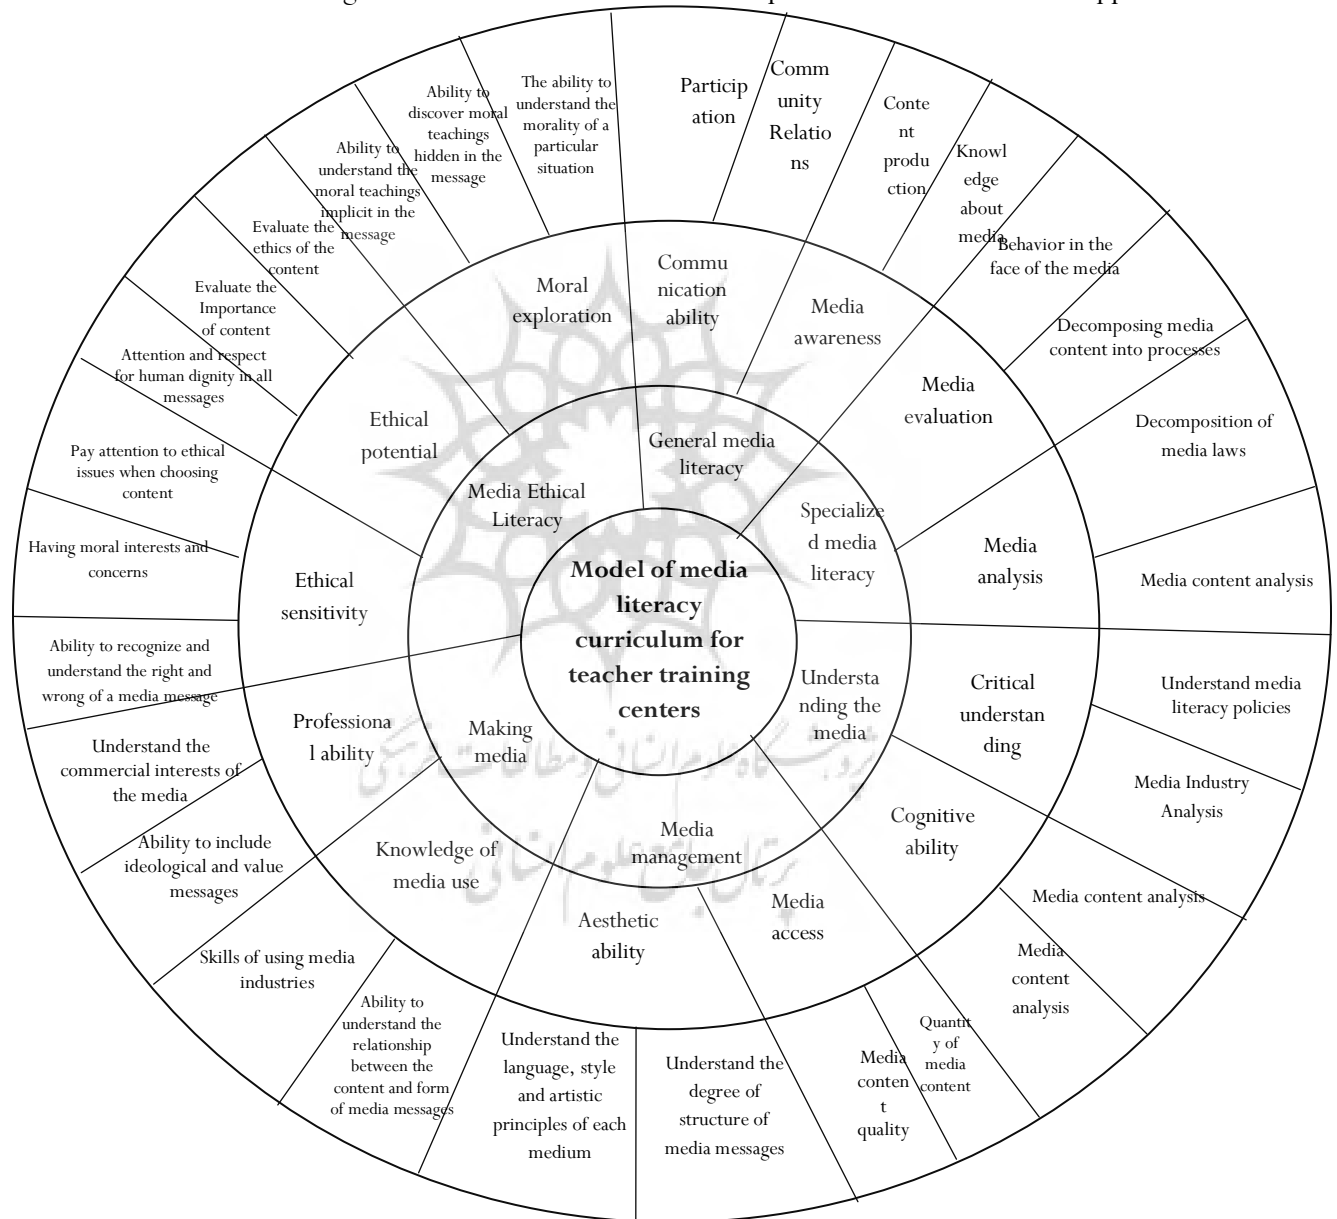 Particip
ation
Comm
unity
Relatio
ns
Conte
nt
produ
ction
Knowl
edge
about
media
Behavior in the
face of the media
Decomposing media
content into processes
Decomposition of
media laws
Media content analysis
Understand media
literacy policies
Media Industry
Analysis
Media content analysis
Media
content
analysis
Quantit
y of
media
content
Media
conten
t
quality
Understand the
degree of
structure of
media messages
Understand the
language, style
and artistic
principles of each
medium
Ability to
understand the
relationship
between the
content and form
of media messages
Skills of using media
industries
Ability to include
ideological and value
messages
Understand the
commercial interests of
the media
Ability to recognize and
understand the right and
wrong of a media message
Having moral interests and
concerns
Pay attention to ethical
issues when choosing
content
Attention and respect
for human dignity in all
messages
Evaluate the
Importance
of content
Evaluate the
ethics of the
content
Ability to
understand the
moral teachings
implicit in the
message
Ability to
discover moral
teachings
hidden in the
message
The ability to
understand the
morality of a
particular
situation
Commu
nication
ability
Media
awareness
Media
evaluation
Media
analysis
Critical
understan
ding
Cognitive
ability
Media
access
Aesthetic
ability
Knowledge of
media use
Professiona
l ability
Ethical
sensitivity
Ethical
potential
Moral
exploration
General media
literacy
Specialize
d media
literacy
Understa
nding the
media
Media
management
Making
media
Media Ethical
Literacy
Model of media
literacy
curriculum for
teacher training
centers
پژوهشگاه علوم انسانی و مطالعات فرهنگی
پرتال جامع علوم انسانی